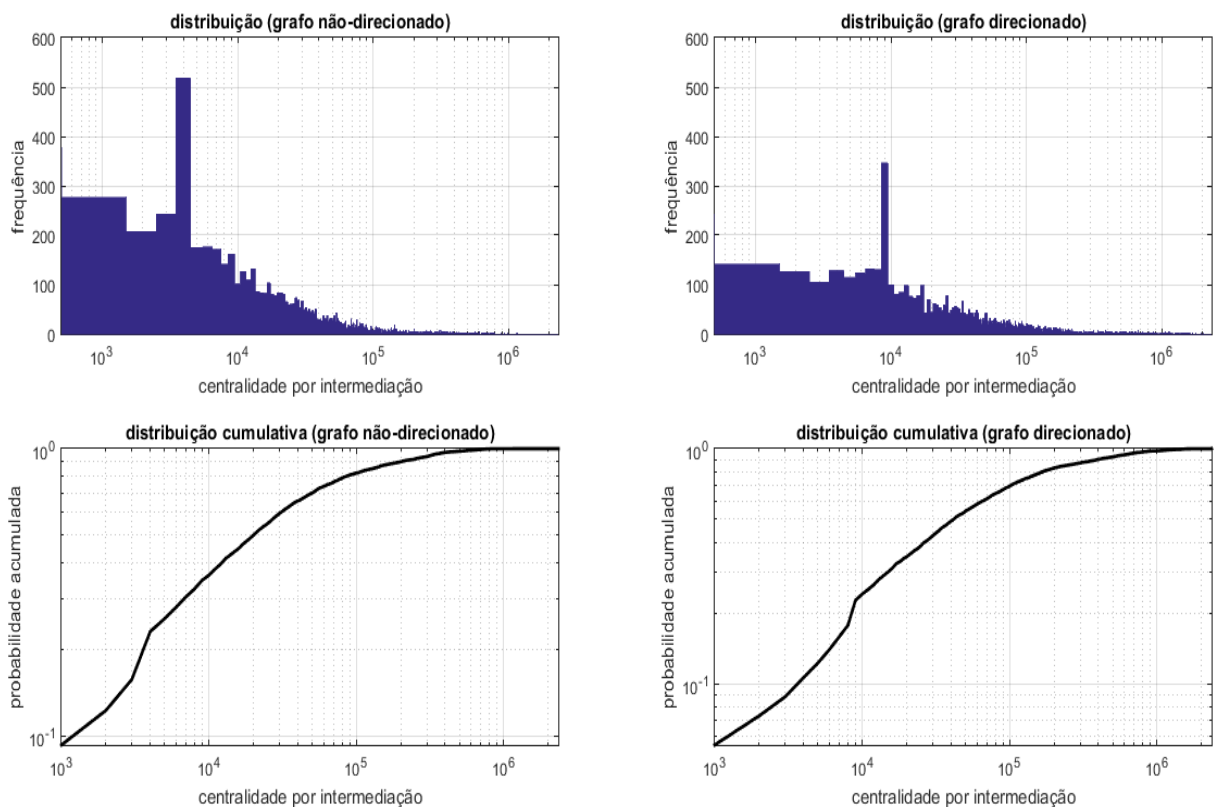 distribuição (grafo não-direcionado)
600
500
400
300
200
100
0
frequência
10^3
10^4
10^5
10^6
centralidade por intermediação
distribuição (grafo direcionado)
600
500
400
300
200
100
0
frequência
10^3
10^4
10^5
10^6
centralidade por intermediação
distribuição cumulativa (grafo não-direcionado)
10^0
10^-1
probabilidade acumulada
10^3
10^4
10^5
10^6
centralidade por intermediação
distribuição cumulativa (grafo direcionado)
10^0
10^-1
probabilidade acumulada
10^3
10^4
10^5
10^6
centralidade por intermediação